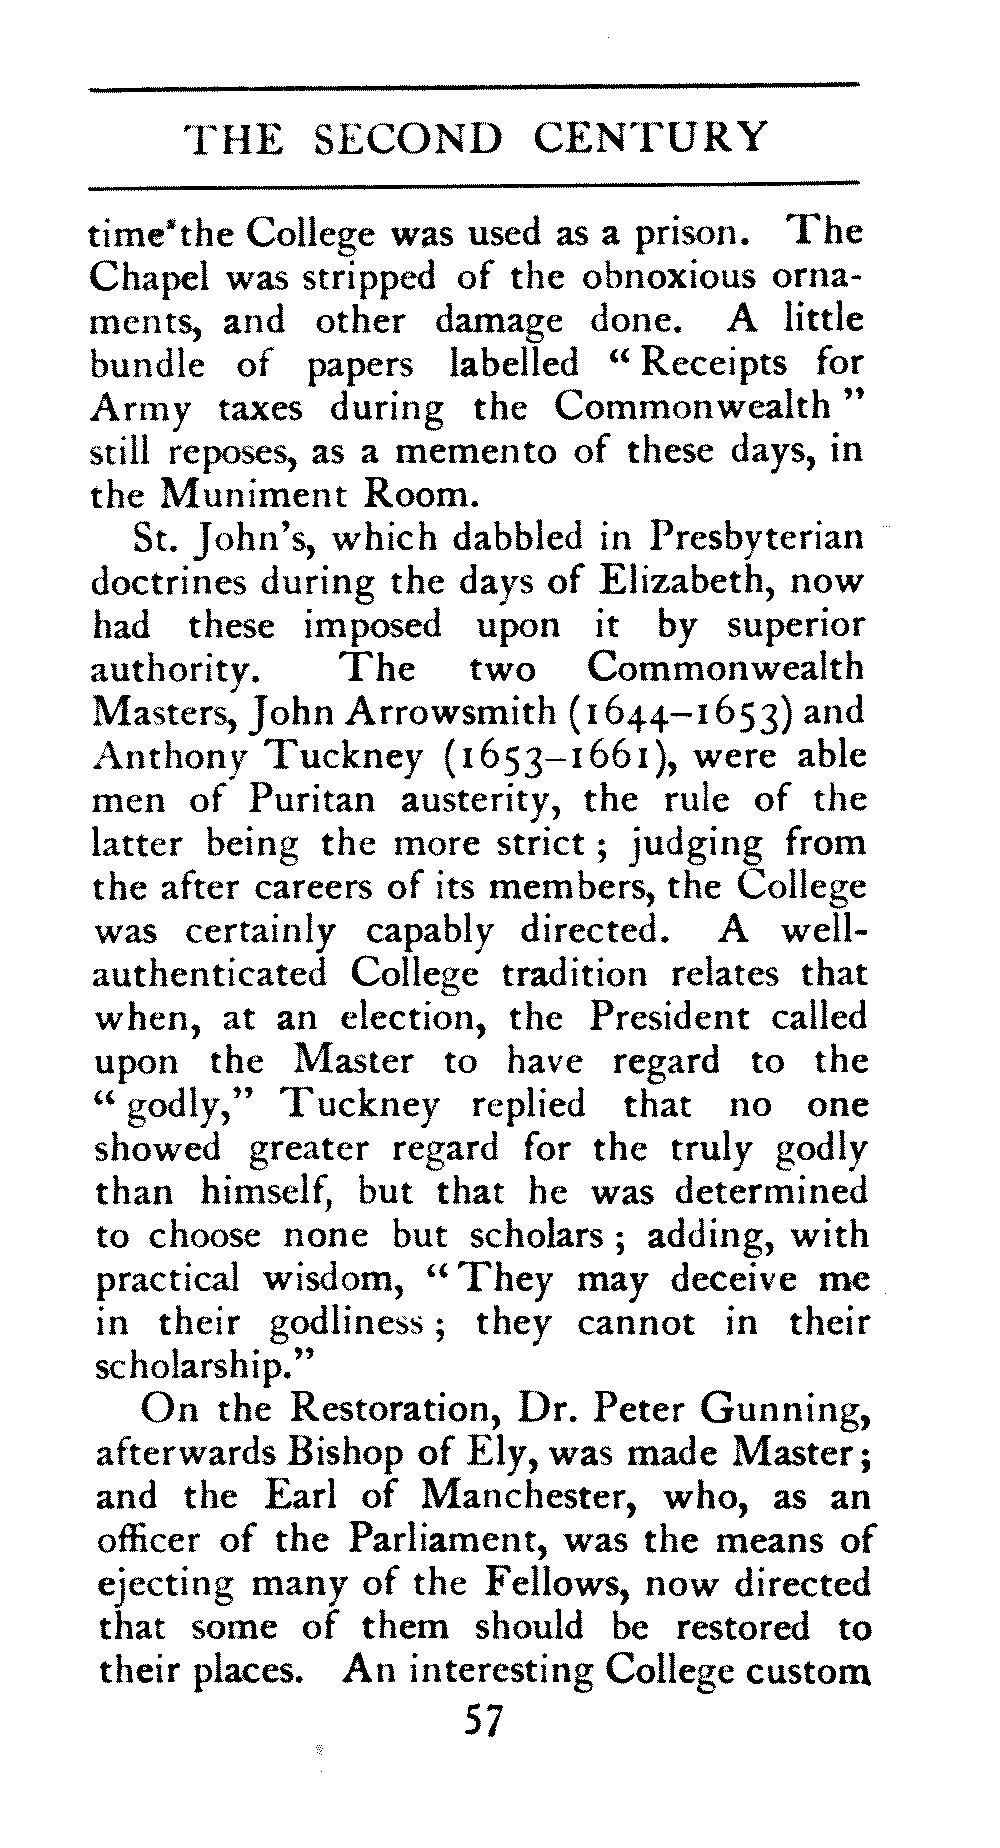 THE SECOND CENTURY
time the College was used as a prison. The
Chapel was stripped of the obnoxious orna-
ments, and other damage done. A little
bundle of papers labelled “Receipts for
Army taxes during the Commonwealth”
still reposes, as a memento of these days, in
the Muniment Room.
St. John's, which dabbled in Presbyterian
doctrines during the days of Elizabeth, now
had these imposed upon it by superior
authority. The two Commonwealth
Masters, John Arrowsmith (1644–1653) and
Anthony Tuckney (1653–1661), were able
men of Puritan austerity, the rule of the
latter being the more strict; judging from
the after careers of its members, the College
was certainly capably directed. A well-
authenticated College tradition relates that
when, at an election, the President called
upon the Master to have regard to the
“godly,” Tuckney replied that no one
showed greater regard for the truly godly
than himself, but that he was determined
to choose none but scholars; adding, with
practical wisdom, “They may deceive me
in their godliness; they cannot in their
scholarship.”
On the Restoration, Dr. Peter Gunning,
afterwards Bishop of Ely, was made Master;
and the Earl of Manchester, who, as an
officer of the Parliament, was the means of
ejecting many of the Fellows, now directed
that some of them should be restored to
their places. An interesting College custom
57